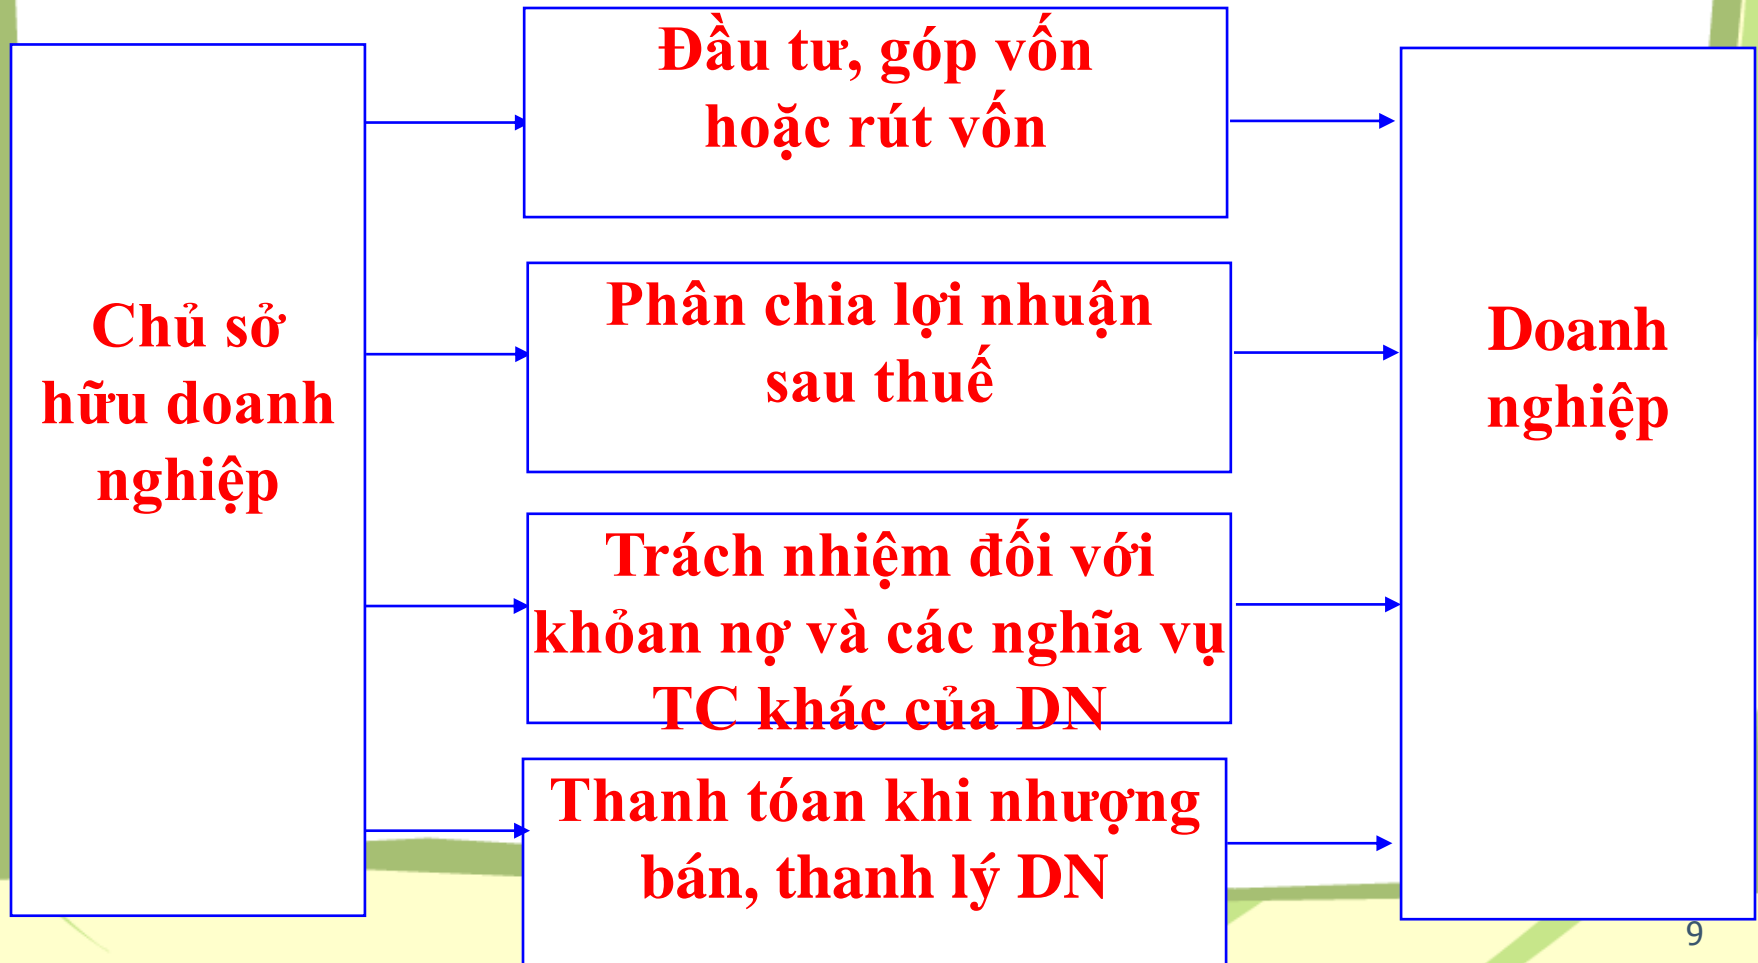 Chủ sở
hữu doanh
nghiệp
Đầu tư, góp vốn
hoặc rút vốn
Phân chia lợi nhuận
sau thuế
Trách nhiệm đối với
khỏan nợ và các nghĩa vụ
TC khác của DN
Thanh tóan khi nhượng
bán, thanh lý DN
Doanh
nghiệp
9